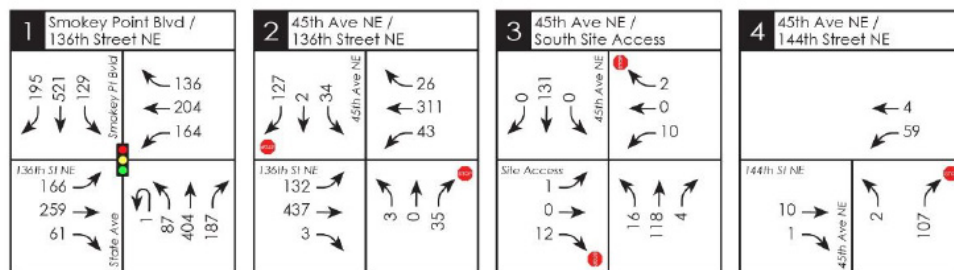 1 Smokey Point Blvd /
136th Street NE
195 521 129
Smokey Pt Blvd
136
204
164
136th St NE
166
259
61
State Ave
1 87 404 187
2 45th Ave NE /
136th Street NE
127 2 34
45th Ave NE
26
311
43
136th St NE
132
437
3
3 0 35
3 45th Ave NE /
South Site Access
0 131 0
45th Ave NE
2
0
10
Site Access
1
0
12
16 118 4
4 45th Ave NE /
144th Street NE
4
59
144th St NE
10
1
45th Ave NE
2 107